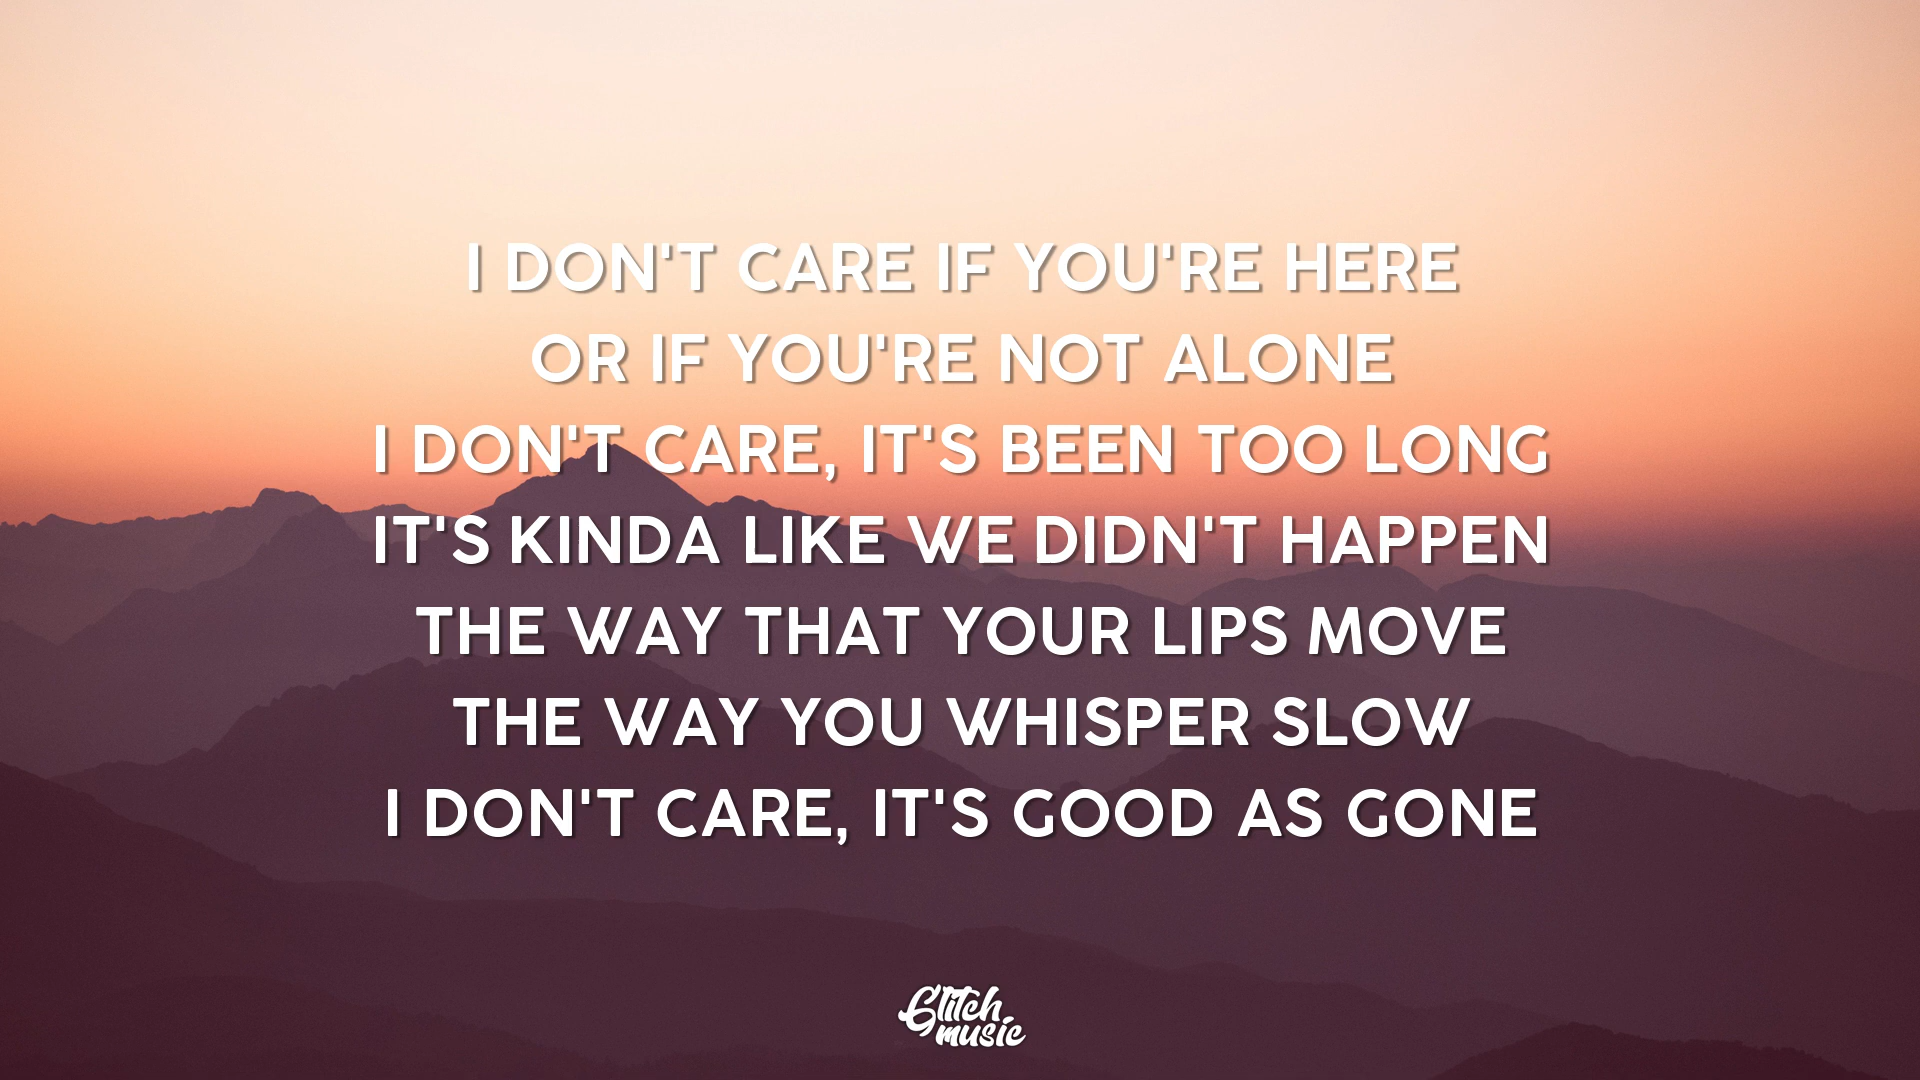 I DON'T CARE IF YOU'RE HERE
OR IF YOU'RE NOT ALONE
I DON'T CARE, IT'S BEEN TOO LONG
IT'S KINDA LIKE WE DIDN'T HAPPEN
THE WAY THAT YOUR LIPS MOVE
THE WAY YOU WHISPER SLOW
I DON'T CARE, IT'S GOOD AS GONE
Glitch
music